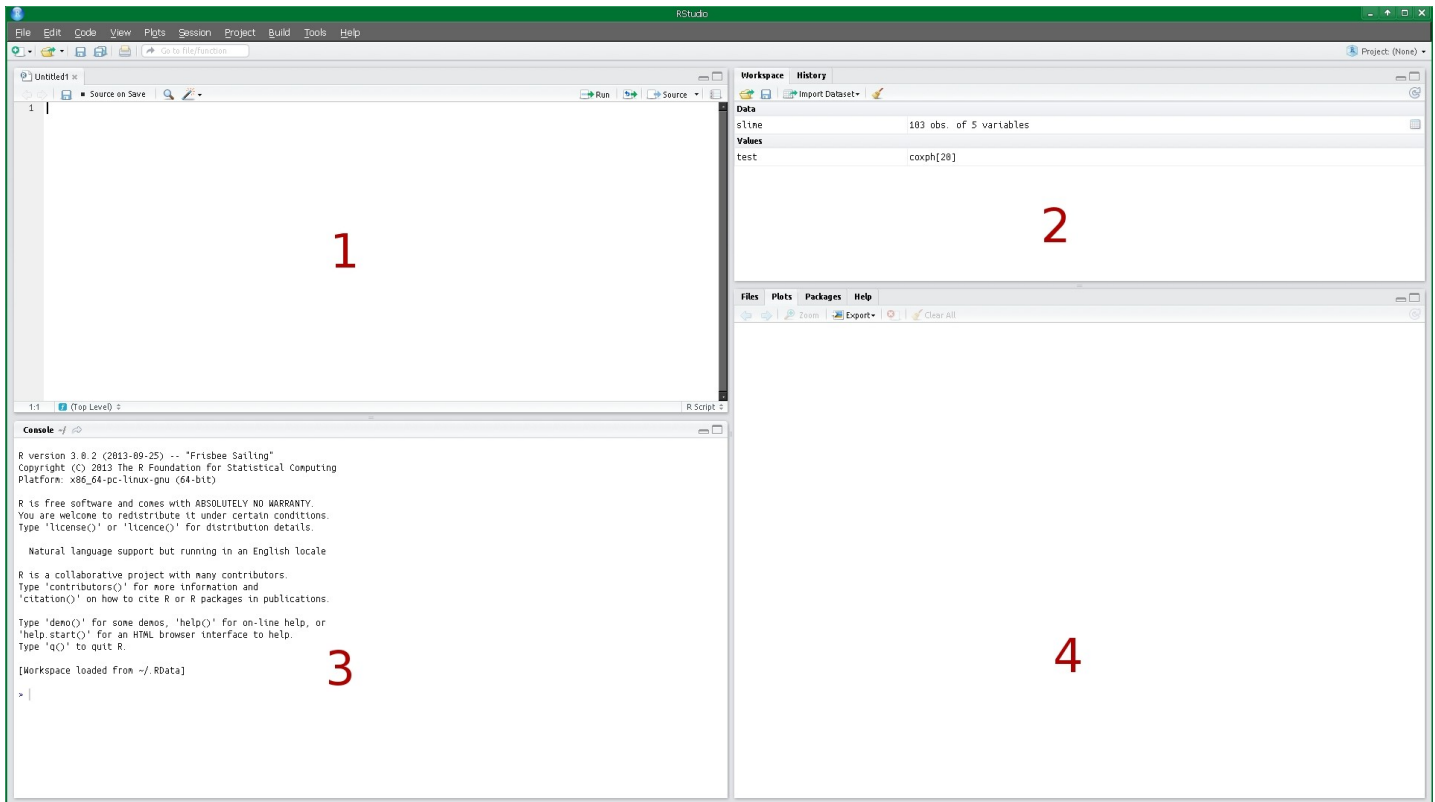 RStudio
File Edit Code View Plots Session Project Build Tools Help
Go to file/function
Project: (None)
Untitled1
Source on Save
Run
Source
1
1
1:1
(Top Level)
R Script
Workspace History
Import Dataset
Data
slime 103 obs. of 5 variables
Values
test coxph[20]
2
Console ~/
R version 3.0.2 (2013-09-25) -- "Frisbee Sailing"
Copyright (C) 2013 The R Foundation for Statistical Computing
Platform: x86_64-pc-linux-gnu (64-bit)
R is free software and comes with ABSOLUTELY NO WARRANTY.
You are welcome to redistribute it under certain conditions.
Type 'license()' or 'licence()' for distribution details.
Natural language support but running in an English locale
R is a collaborative project with many contributors.
Type 'contributors()' for more information and
'citation()' on how to cite R or R packages in publications.
Type 'demo()' for some demos, 'help()' for on-line help, or
'help.start()' for an HTML browser interface to help.
Type 'q()' to quit R.
[Workspace loaded from ~/.RData]
>
3
Files Plots Packages Help
Zoom Export Clear All
4